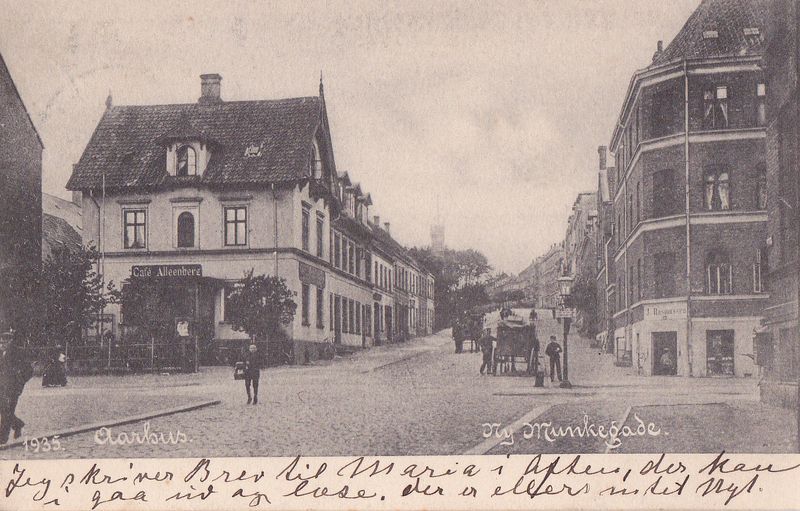 Café Alleenberg
J. Rasmussen
1935. Aarhus. Ny Munkegade.
Jeg skriver Brev til Maria i Aften, der kan
i gaa ud og læse. der er ellers intet Nyt.